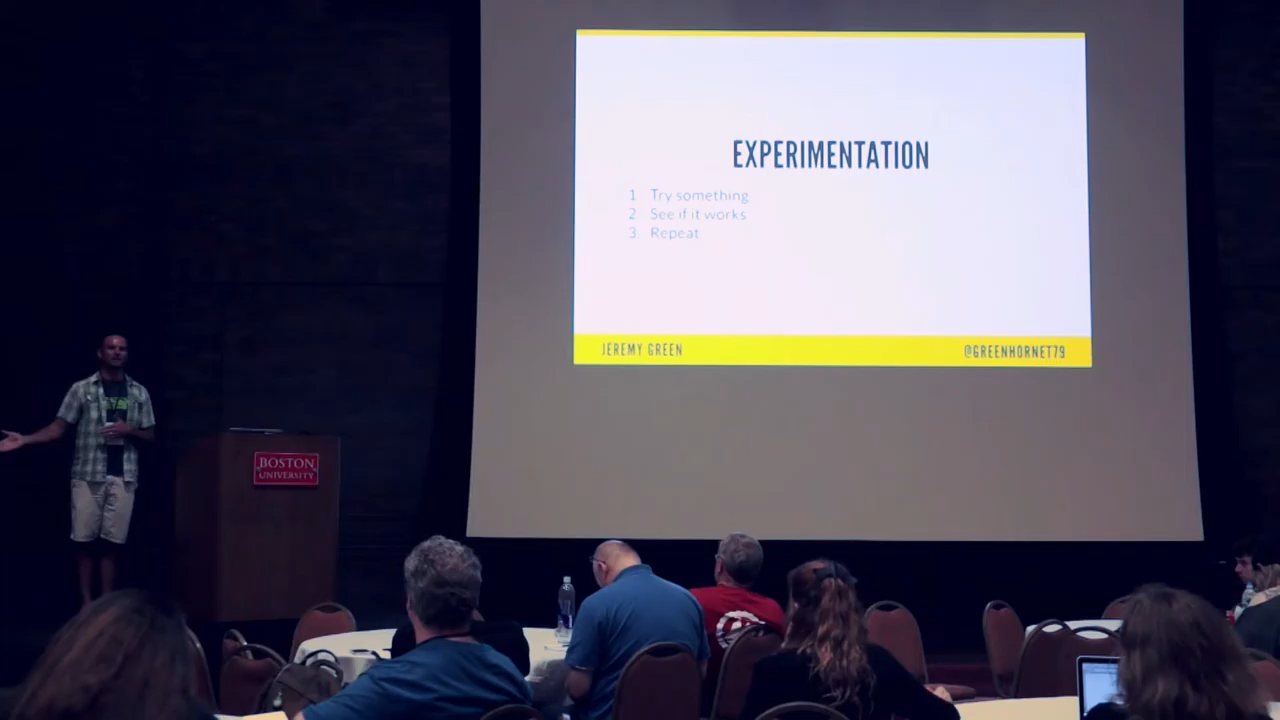 EXPERIMENTATION
1. Try something
2. See if it works
3. Repeat
JEREMY GREEN
@GREENHORNET79
BOSTON
UNIVERSITY